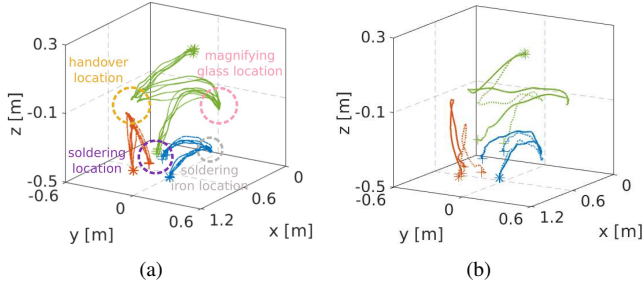 0.3
-0.1
-0.5
z [m]
-0.6
0
0.6
y [m]
1.2
0.6
0
x [m]
handover
location
magnifying
glass location
soldering
location
soldering
iron location
(a)
0.3
-0.1
-0.5
z [m]
-0.6
0
0.6
y [m]
1.2
0.6
0
x [m]
(b)